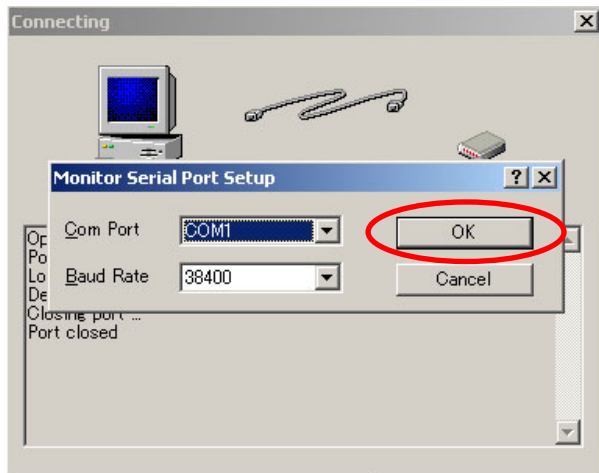 Connecting
Monitor Serial Port Setup
Com Port
COM1
OK
Baud Rate
38400
Cancel
Closing port ...
Port closed